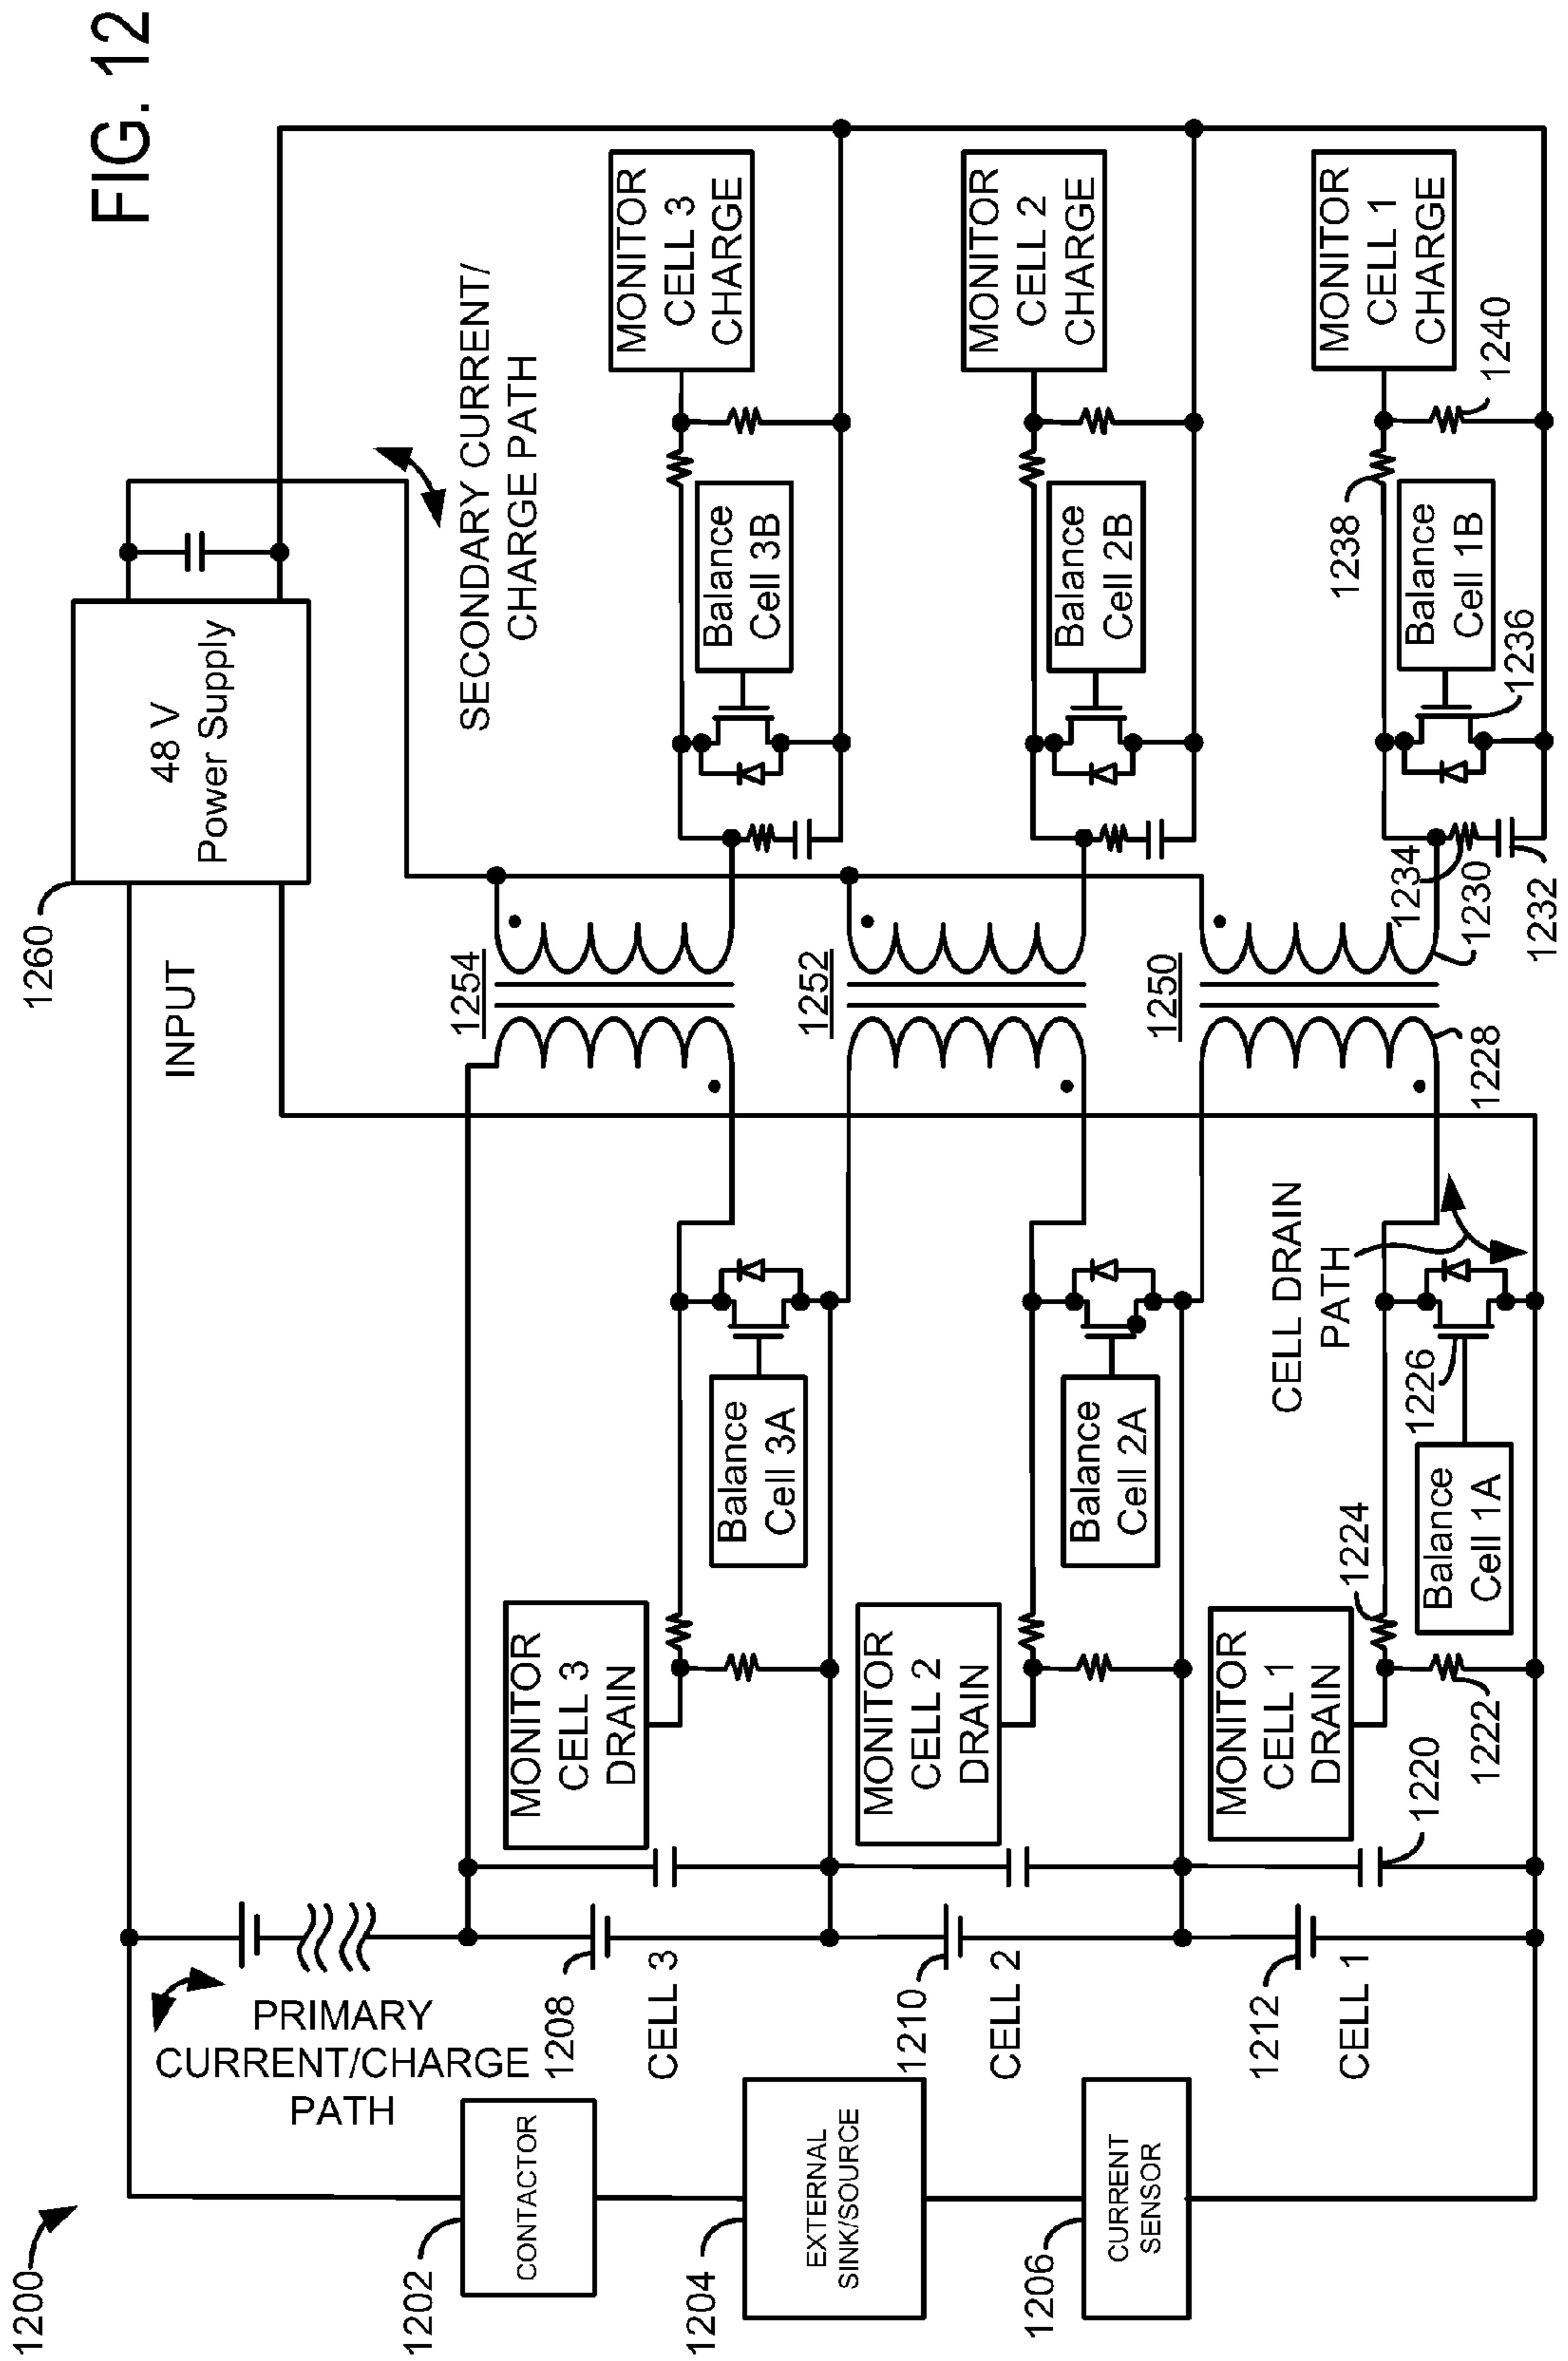 FIG. 12
1200
1260
48 V
Power Supply
INPUT
SECONDARY CURRENT/
CHARGE PATH
PRIMARY
CURRENT/CHARGE
PATH
1202
CONTACTOR
1204
EXTERNAL
SINK/SOURCE
1206
CURRENT
SENSOR
1208
CELL 3
1210
CELL 2
1212
CELL 1
MONITOR
CELL 3
DRAIN
Balance
Cell 3A
1254
Balance
Cell 3B
MONITOR
CELL 3
CHARGE
MONITOR
CELL 2
DRAIN
Balance
Cell 2A
1252
Balance
Cell 2B
MONITOR
CELL 2
CHARGE
MONITOR
CELL 1
DRAIN
1220
1222
1224
Balance
Cell 1A
1226
CELL DRAIN
PATH
1228
1250
1230
1232
1234
1236
Balance
Cell 1B
1238
1240
MONITOR
CELL 1
CHARGE